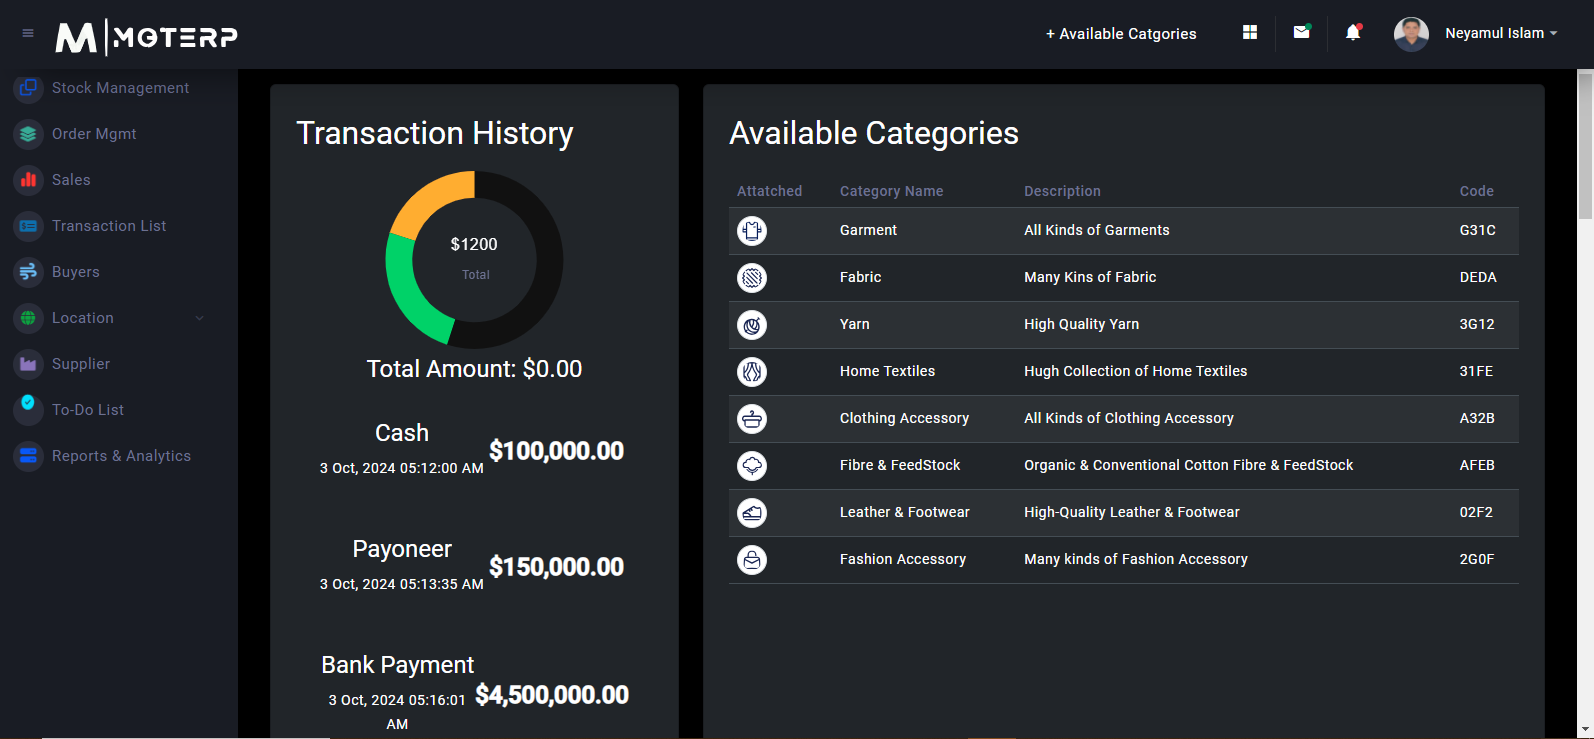 M MGTERP
+ Available Catgories
Neyamul Islam
Stock Management
Order Mgmt
Sales
Transaction List
Buyers
Location
Supplier
To-Do List
Reports & Analytics
Transaction History
$1200
Total
Total Amount: $0.00
Cash
3 Oct, 2024 05:12:00 AM
$100,000.00
Payoneer
3 Oct, 2024 05:13:35 AM
$150,000.00
Bank Payment
3 Oct, 2024 05:16:01
AM
$4,500,000.00
Available Categories
Attatched Category Name Description Code
Garment All Kinds of Garments G31C
Fabric Many Kins of Fabric DEDA
Yarn High Quality Yarn 3G12
Home Textiles Hugh Collection of Home Textiles 31FE
Clothing Accessory All Kinds of Clothing Accessory A32B
Fibre & FeedStock Organic & Conventional Cotton Fibre & FeedStock AFEB
Leather & Footwear High-Quality Leather & Footwear 02F2
Fashion Accessory Many kinds of Fashion Accessory 2G0F